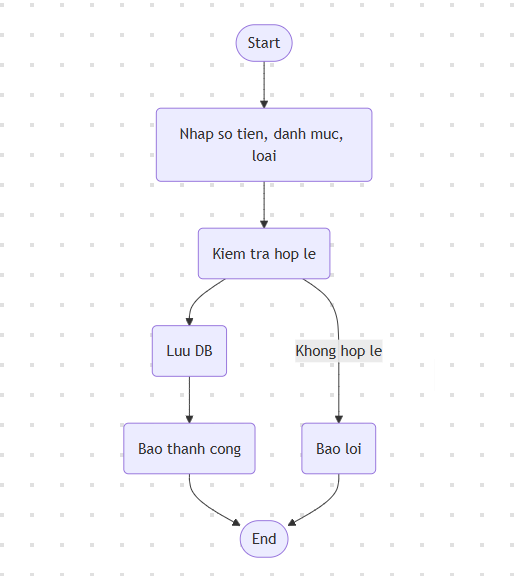 Start
Nhap so tien, danh muc,
loai
Kiem tra hop le
Luu DB
Khong hop le
Bao thanh cong
Bao loi
End